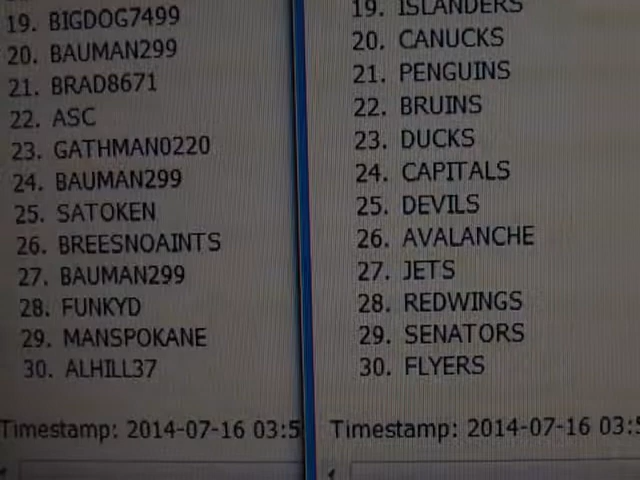 19. BIGDOG7499
20. BAUMAN299
21. BRAD8671
22. ASC
23. GATHMAN0220
24. BAUMAN299
25. SATOKEN
26. BREESNOAINTS
27. BAUMAN299
28. FUNKYD
29. MANSPOKANE
30. ALHILL37
Timestamp: 2014-07-16 03:5
19. ISLANDERS
20. CANUCKS
21. PENGUINS
22. BRUINS
23. DUCKS
24. CAPITALS
25. DEVILS
26. AVALANCHE
27. JETS
28. REDWINGS
29. SENATORS
30. FLYERS
Timestamp: 2014-07-16 03:5